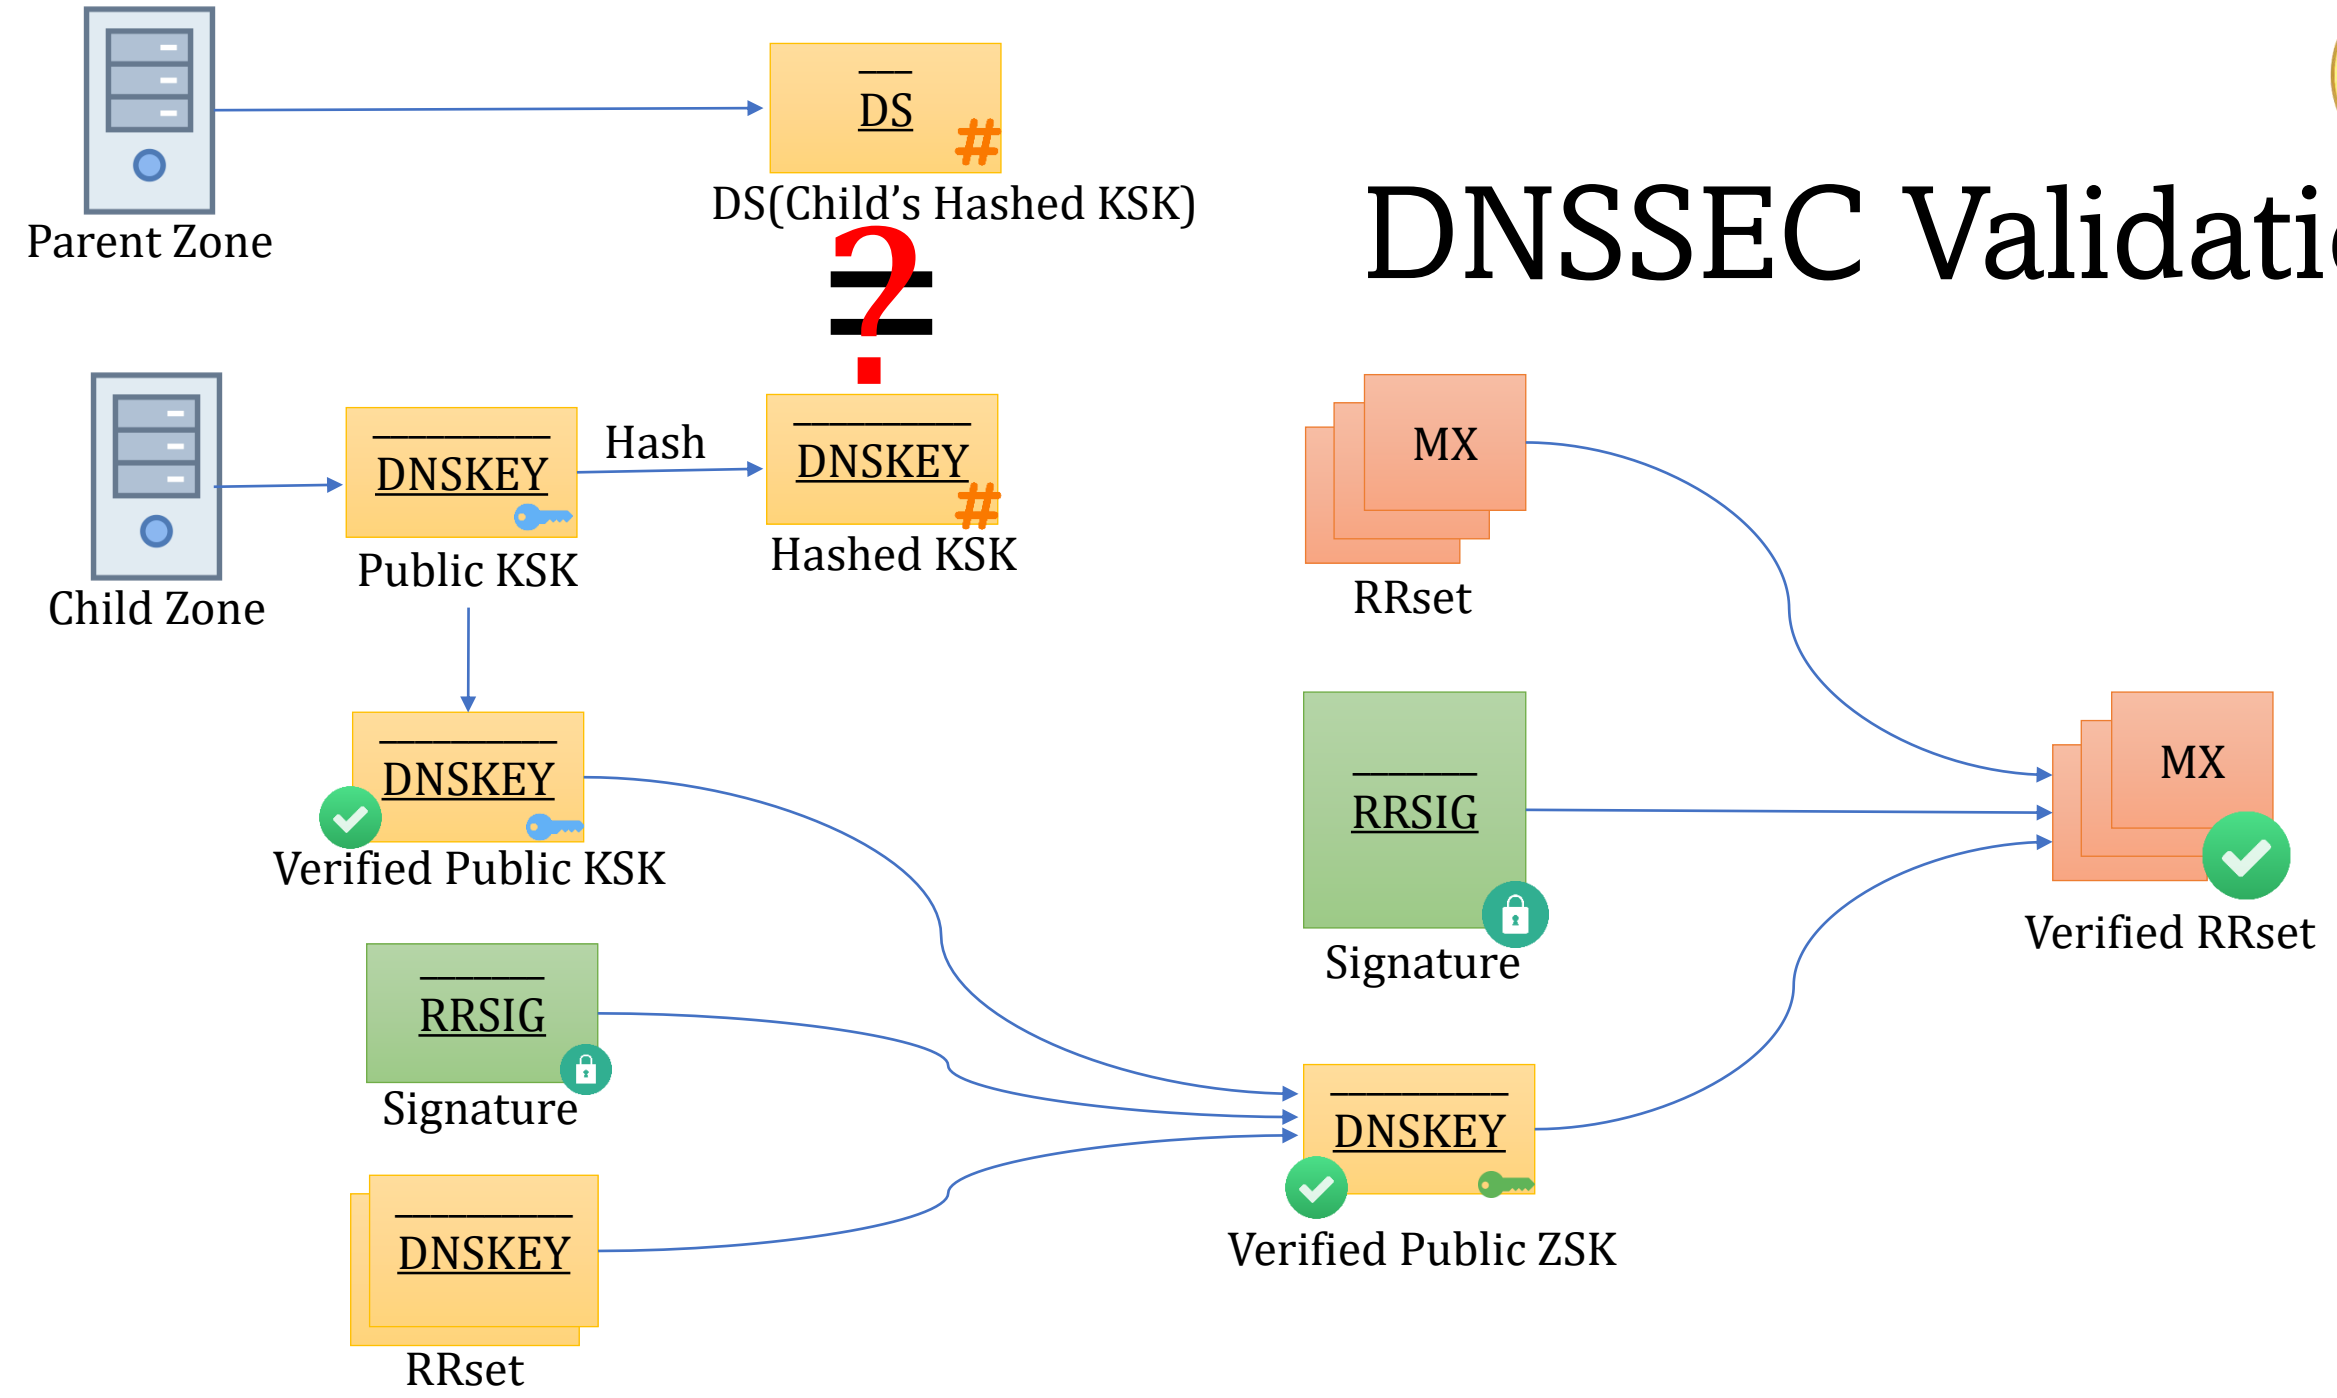 DS
#
DS(Child's Hashed KSK)
Parent Zone
DNSSEC
=
?
DNSKEY
Public KSK
Hash
DNSKEY
#
Hashed KSK
Child Zone
MX
RRset
DNSKEY
Verified Public KSK
RRSIG
Signature
MX
Verified RRset
RRSIG
Signature
DNSKEY
RRset
DNSKEY
Verified Public ZSK